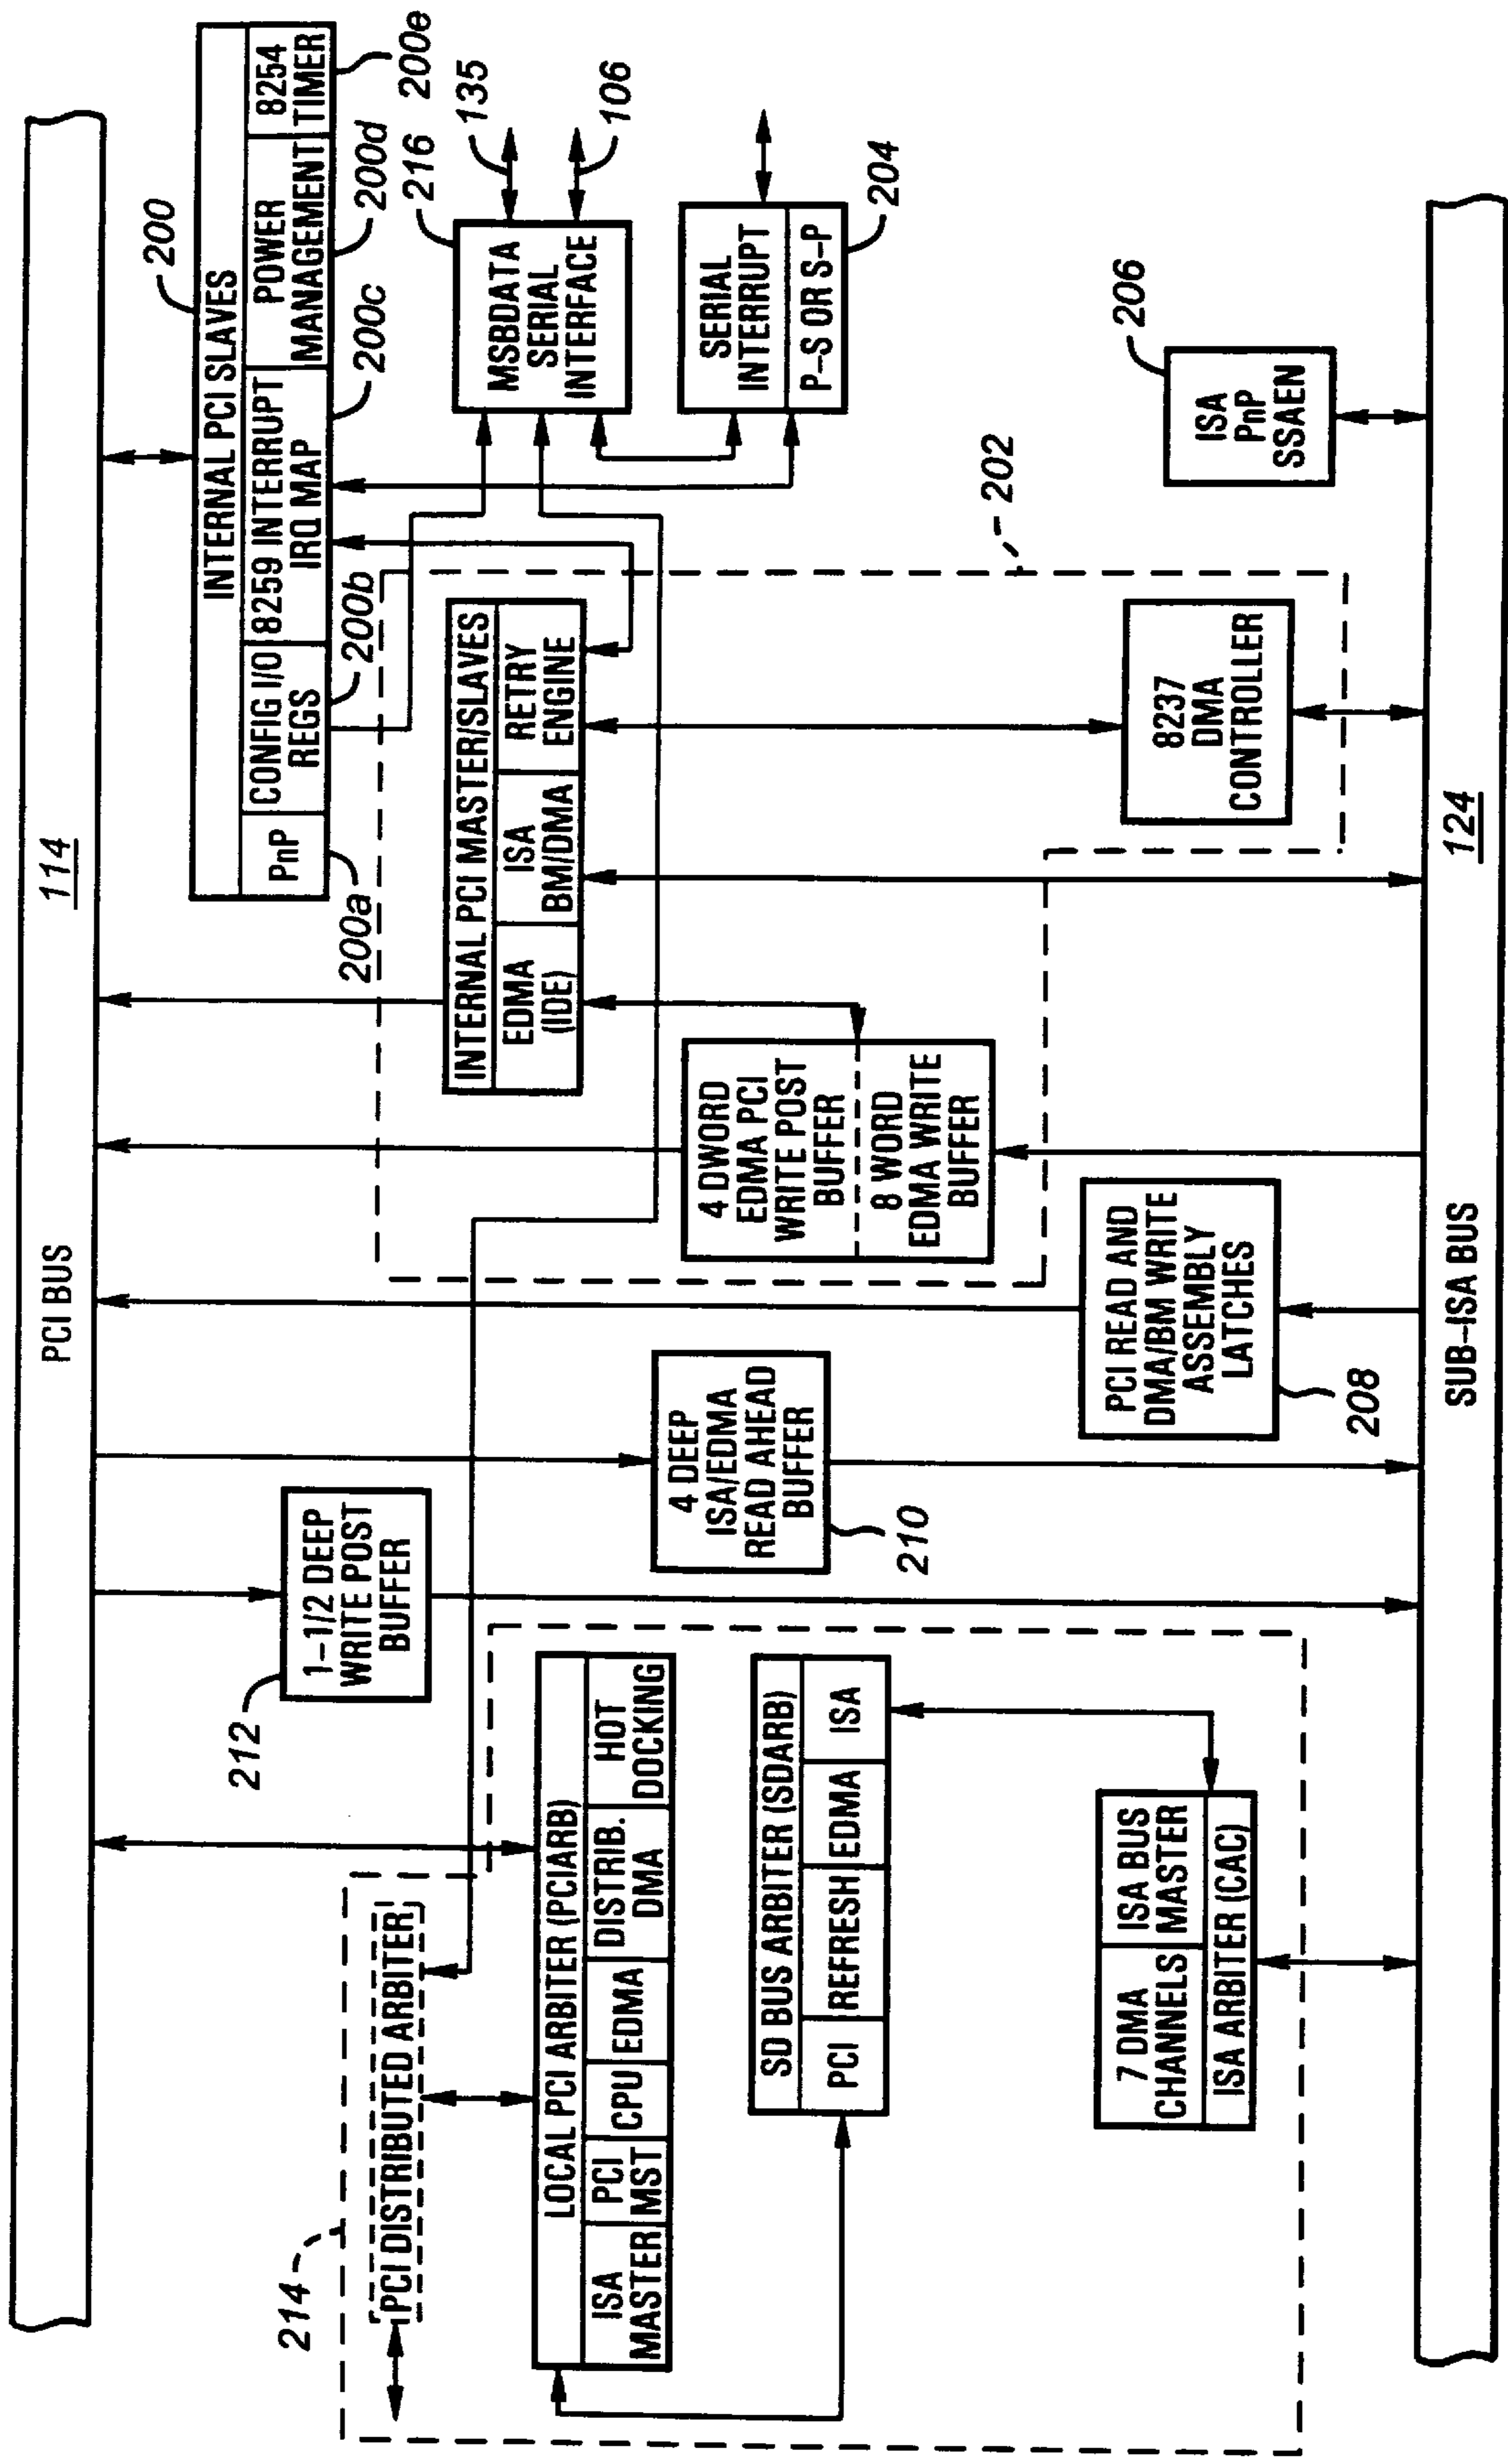 PCI BUS
114
214
PCI DISTRIBUTED ARBITER
212
1-1/2 DEEP
WRITE POST
BUFFER
LOCAL PCI ARBITER (PCIARB)
ISA
MASTER
PCI
MST
CPU
EDMA
DISTRIB.
DMA
HOT
DOCKING
SD BUS ARBITER (SDARB)
PCI
REFRESH
EDMA
ISA
7 DMA
CHANNELS
ISA BUS
MASTER
ISA ARBITER (CAC)
4 DEEP
ISA/EDMA
READ AHEAD
BUFFER
210
PCI READ AND
DMA/BM WRITE
ASSEMBLY
LATCHES
208
4 DWORD
EDMA PCI
WRITE POST
BUFFER
8 WORD
EDMA WRITE
BUFFER
INTERNAL PCI MASTER/SLAVES
EDMA
(IDE)
ISA
BM/DMA
RETRY
ENGINE
8237
DMA
CONTROLLER
202
200
INTERNAL PCI SLAVES
PnP
CONFIG I/O
REGS
8259 INTERRUPT
IRQ MAP
POWER
MANAGEMENT
8254
TIMER
200a
200b
200c
200d
200e
216
135
MSBDATA
SERIAL
INTERFACE
106
SERIAL
INTERRUPT
P-S OR S-P
204
206
ISA
PnP
SSAEN
SUB-ISA BUS
124